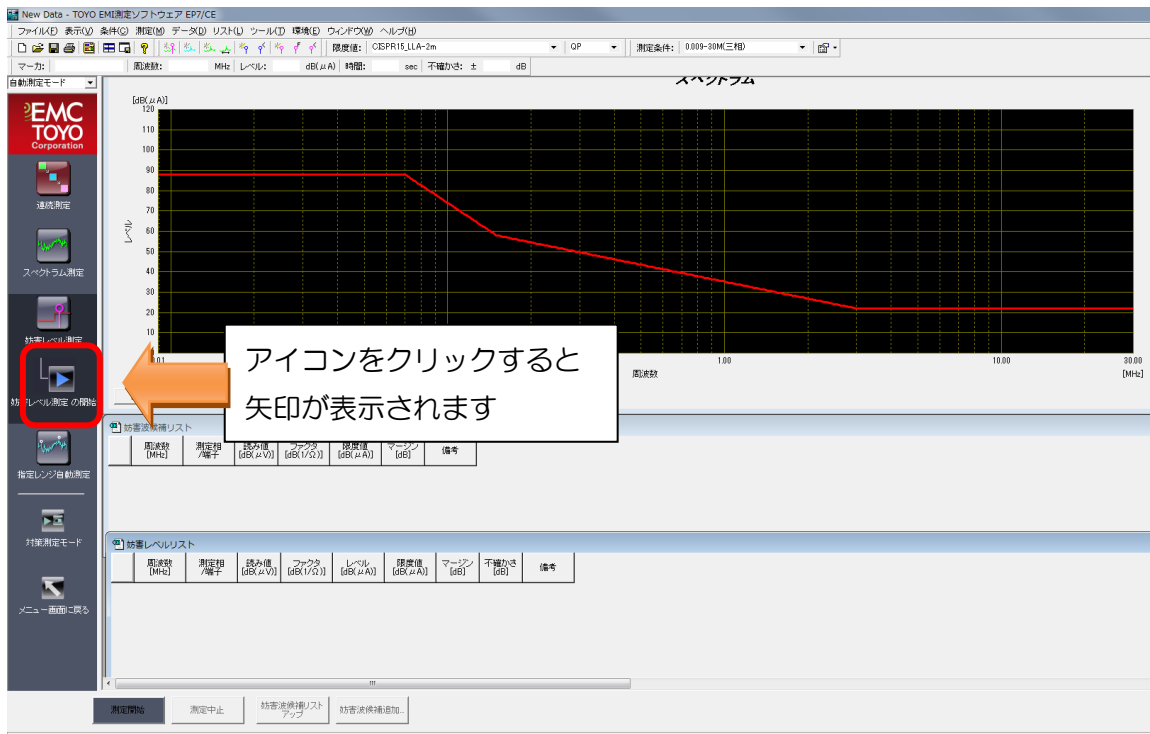 New Data - TOYO EMI測定ソフトウェア EP7/CE
ファイル(F) 表示(V) 条件(C) 測定(M) データ(D) リスト(L) ツール(T) 環境(E) ウィンドウ(W) ヘルプ(H)
限度値: CISPR15_LLA-2m QP 測定条件: 0.009-30M(三相)
マーカ: 周波数: MHz レベル: dB(μA) 時間: sec 不確かさ: ± dB
自動測定モード
EMC
TOYO
Corporation
連続測定
スペクトラム測定
妨害レベル測定
妨害レベル測定 の開始
指定レンジ自動測定
対策測定モード
メニュー画面に戻る
スペクトラム
[dB(μA)]
120
110
100
90
80
70
60
50
40
30
20
10
レベル
1.00
10.00
30.00
周波数
[MHz]
アイコンをクリックすると
矢印が表示されます
妨害波候補リスト
周波数 [MHz] 測定相 /端子 読み値 [dB(μV)] ファクタ [dB(1/Ω)] 限度値 [dB(μA)] マージン [dB] 備考
妨害レベルリスト
周波数 [MHz] 測定相 /端子 読み値 [dB(μV)] ファクタ [dB(1/Ω)] レベル [dB(μA)] 限度値 [dB(μA)] マージン [dB] 不確かさ [dB] 備考
測定開始 測定中止 妨害波候補リスト アップ 妨害波候補追加...